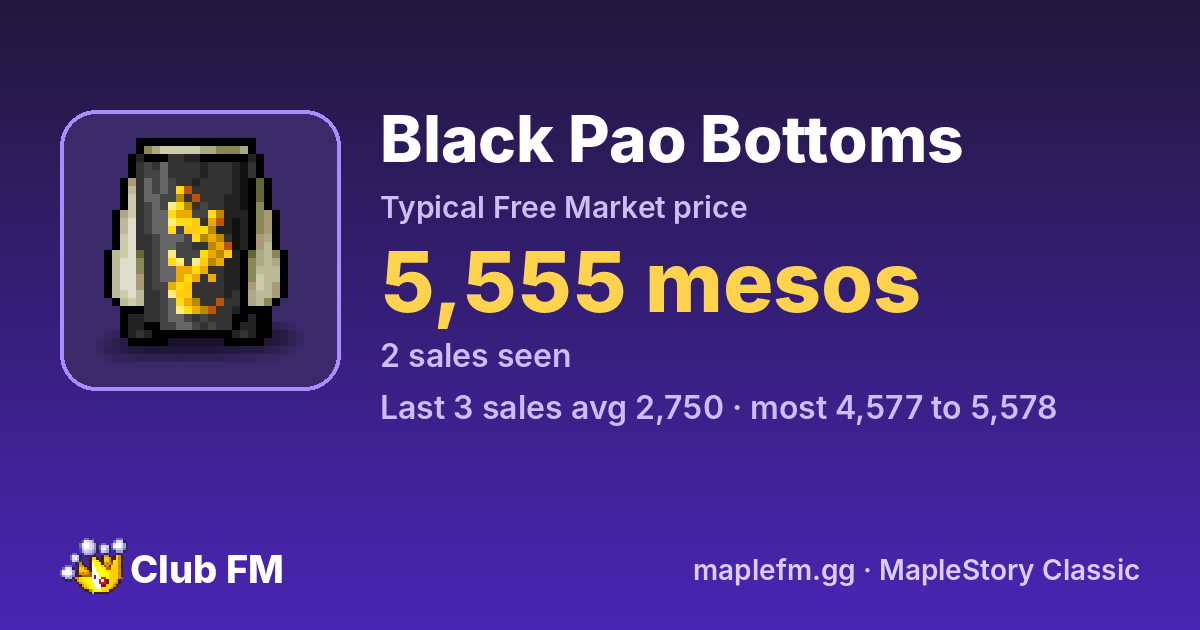 Black Pao Bottoms
Typical Free Market price
5,555 mesos
2 sales seen
Last 3 sales avg 2,750 · most 4,577 to 5,578
Club FM
maplefm.gg · MapleStory Classic